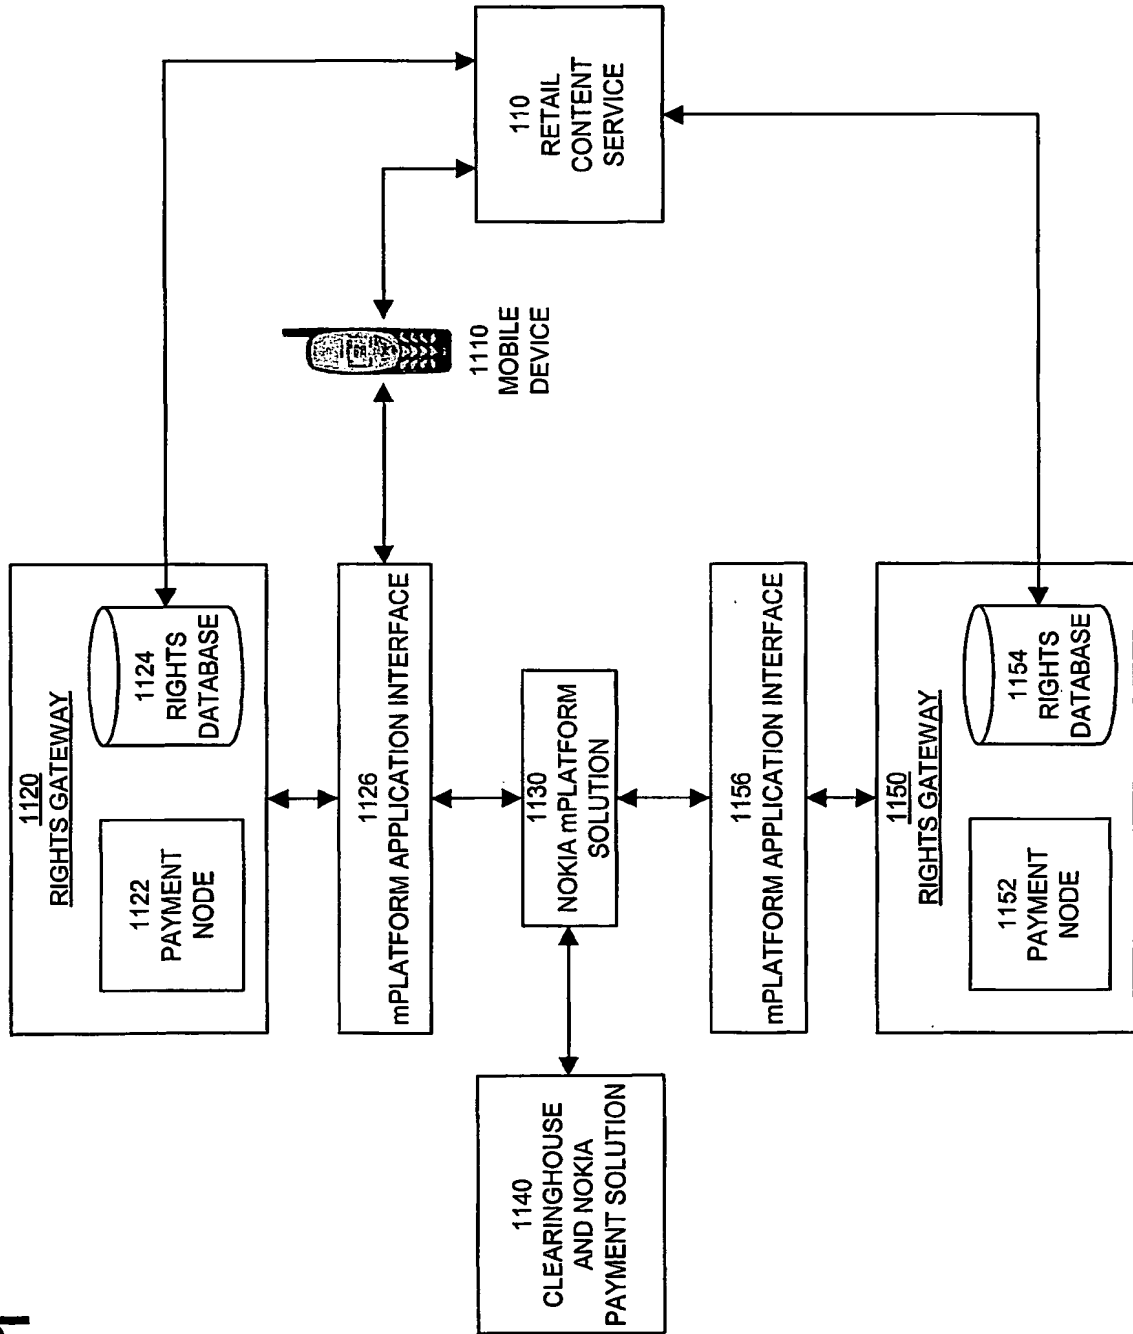 1120
RIGHTS GATEWAY
1122
PAYMENT
NODE
1124
RIGHTS
DATABASE
1126
mPLATFORM APPLICATION INTERFACE
1110
MOBILE
DEVICE
110
RETAIL
CONTENT
SERVICE
1140
CLEARINGHOUSE
AND NOKIA
PAYMENT SOLUTION
1130
NOKIA mPLATFORM
SOLUTION
1156
mPLATFORM APPLICATION INTERFACE
1150
RIGHTS GATEWAY
1152
PAYMENT
NODE
1154
RIGHTS
DATABASE